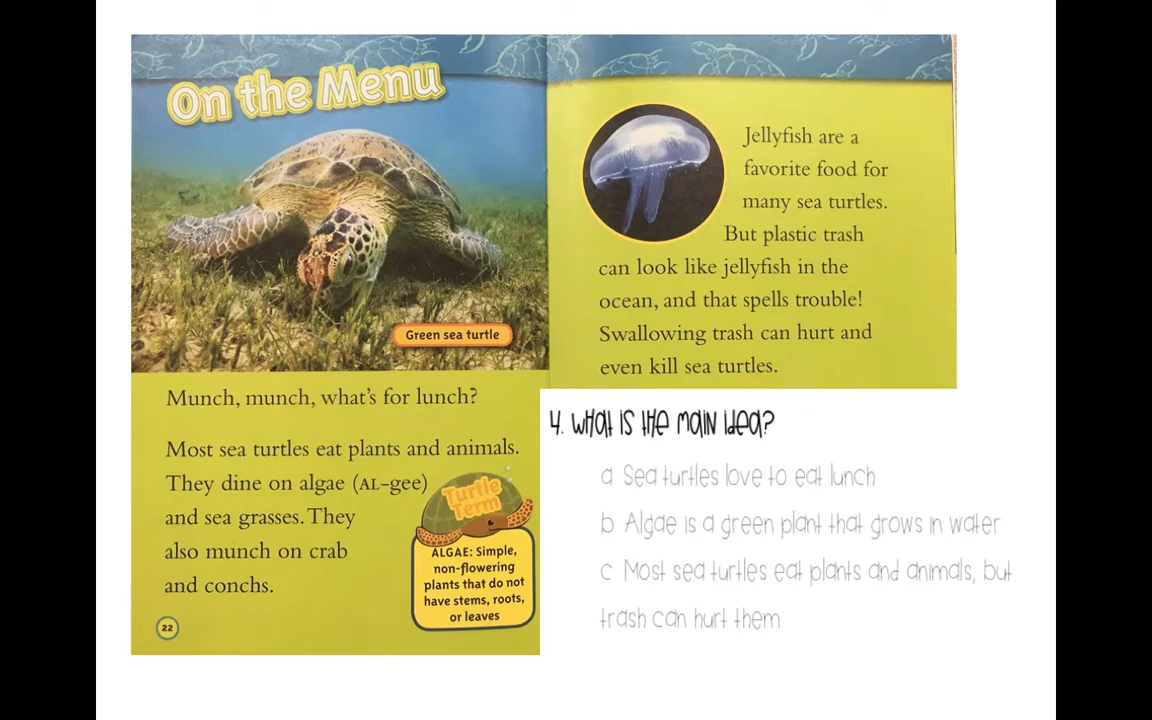 On the Menu
Green sea turtle
Munch, munch, what's for lunch?
Most sea turtles eat plants and animals.
They dine on algae (AL-gee)
and sea grasses. They
also munch on crab
and conchs.
Turtle
Term
ALGAE: Simple,
non-flowering
plants that do not
have stems, roots,
or leaves
22
Jellyfish are a
favorite food for
many sea turtles.
But plastic trash
can look like jellyfish in the
ocean, and that spells trouble!
Swallowing trash can hurt and
even kill sea turtles.
4. What is the main idea?
a Sea turtles love to eat lunch
b Algae is a green plant that grows in water
c Most sea turtles eat plants and animals, but
trash can hurt them